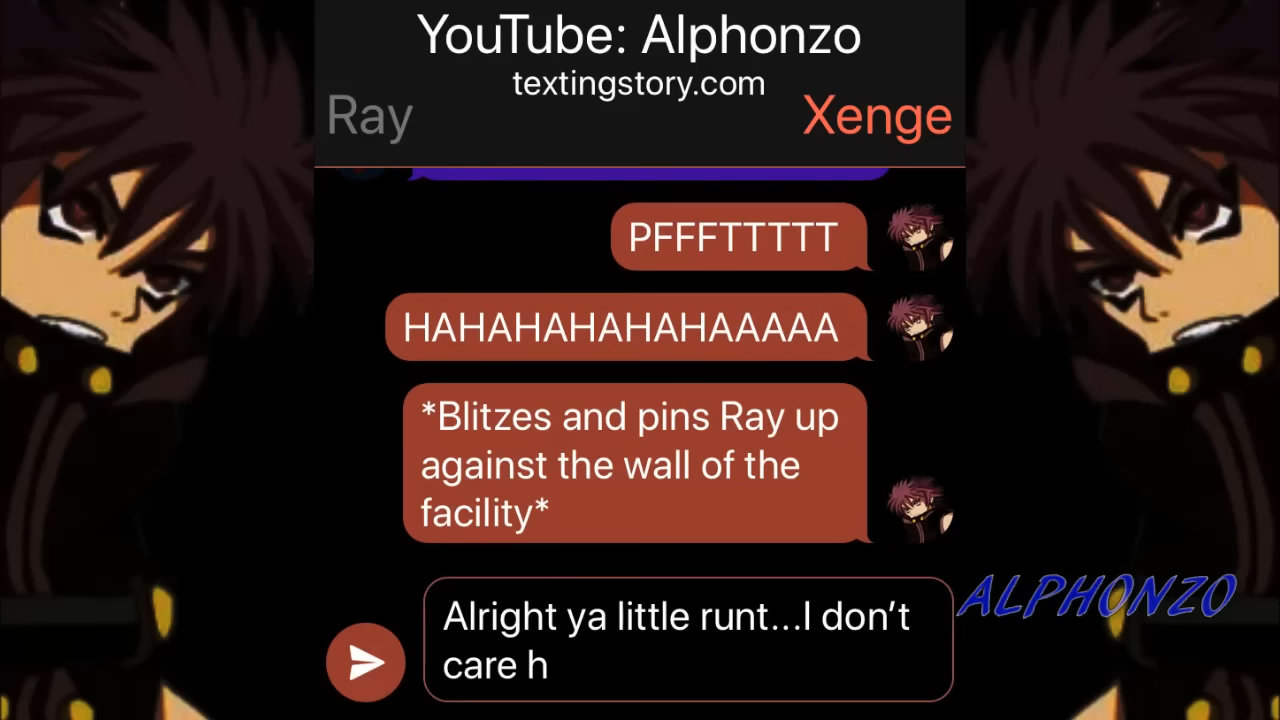 YouTube: Alphonzo
textingstory.com
Ray
Xenge
PFFFTTTTT
HAHAHAHAHAHAAAAA
*Blitzes and pins Ray up
against the wall of the
facility*
Alright ya little runt...I don’t
care h
ALPHONZO